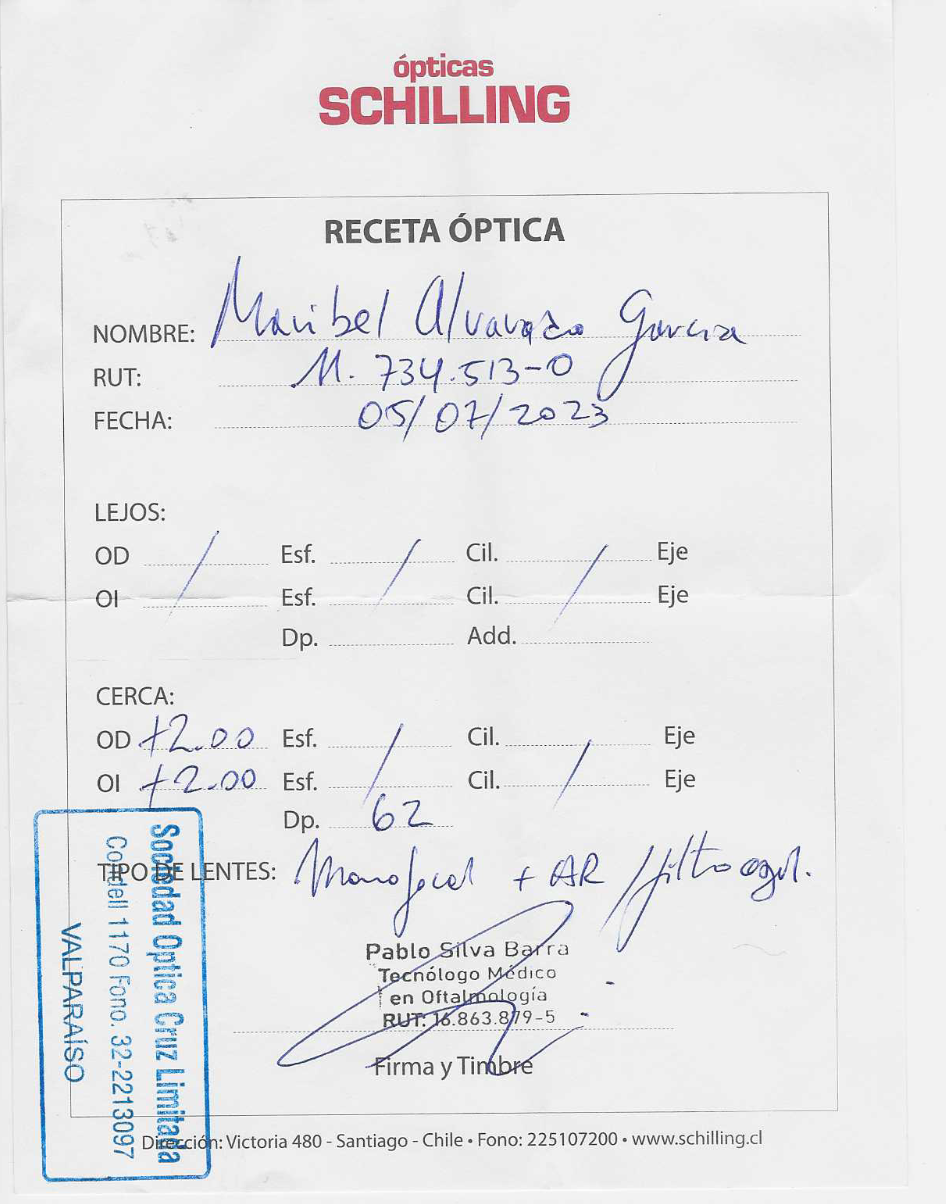 ópticas
SCHILLING
RECETA ÓPTICA
NOMBRE: Maribel Alvarado Garcia
RUT: 11.734.513-0
FECHA: 05/07/2023
LEJOS:
OD / Esf. / Cil. / Eje
OI Esf. Cil. Eje
Dp. Add.
CERCA:
OD +2.00 Esf. / Cil. / Eje
OI +2.00 Esf. Cil. Eje
Dp. 62
TIPO DE LENTES: Monofocal + AR / filtro azul.
Pablo Silva Barra
Tecnólogo Médico
en Oftalmología
RUT: 16.863.879-5
Firma y Timbre
Sociedad Optica Cruz Limitada
Condell 1170 Fono. 32-2213097
VALPARAÍSO
Dirección: Victoria 480 - Santiago - Chile • Fono: 225107200 • www.schilling.cl